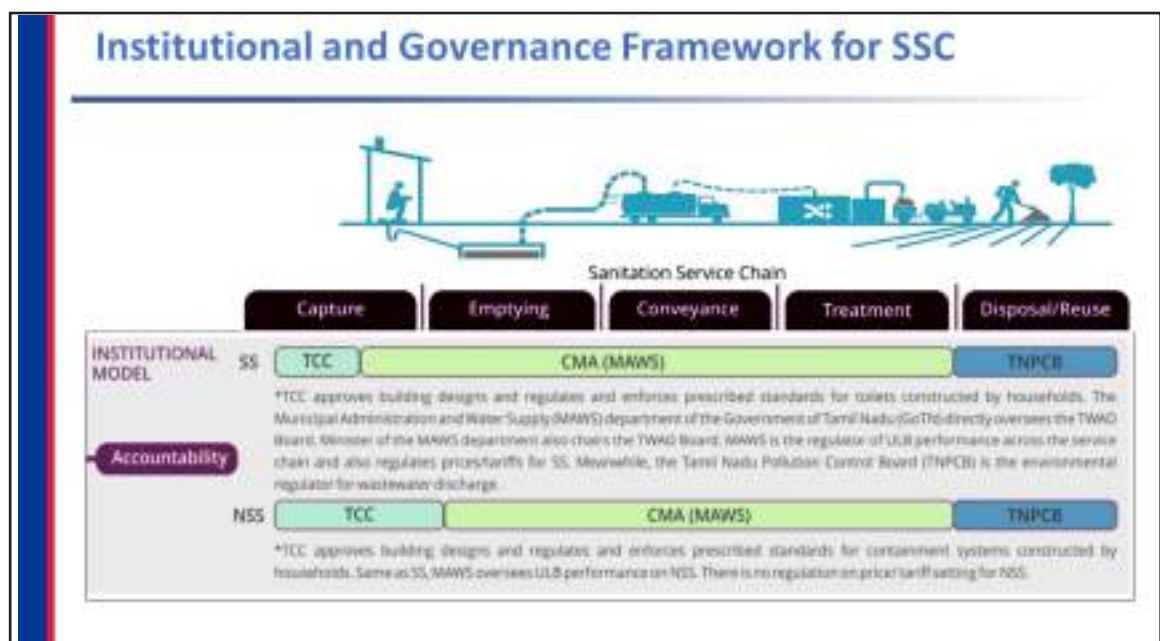 Institutional and Governance Framework for SSC
Sanitation Service Chain
Capture
Emptying
Conveyance
Treatment
Disposal/Reuse
INSTITUTIONAL
MODEL
SS
TCC
CMA (MAWS)
TNPCB
*TCC approves building designs and regulates and enforces prescribed standards for toilets constructed by households. The
Municipal Administration and Water Supply (MAWS) department of the Government of Tamil Nadu (GoTN) directly oversees the TWAD
Board. Minister of the MAWS department also chairs the TWAD Board. MAWS is the regulator of ULB performance across the service
chain and also regulates prices/tariffs for SS. Meanwhile, the Tamil Nadu Pollution Control Board (TNPCB) is the environmental
regulator for wastewater discharge.
Accountability
NSS
TCC
CMA (MAWS)
TNPCB
*TCC approves building designs and regulates and enforces prescribed standards for containment systems constructed by
households. Same as SS, MAWS oversees ULB performance on NSS. There is no regulation on price/ tariff setting for NSS.